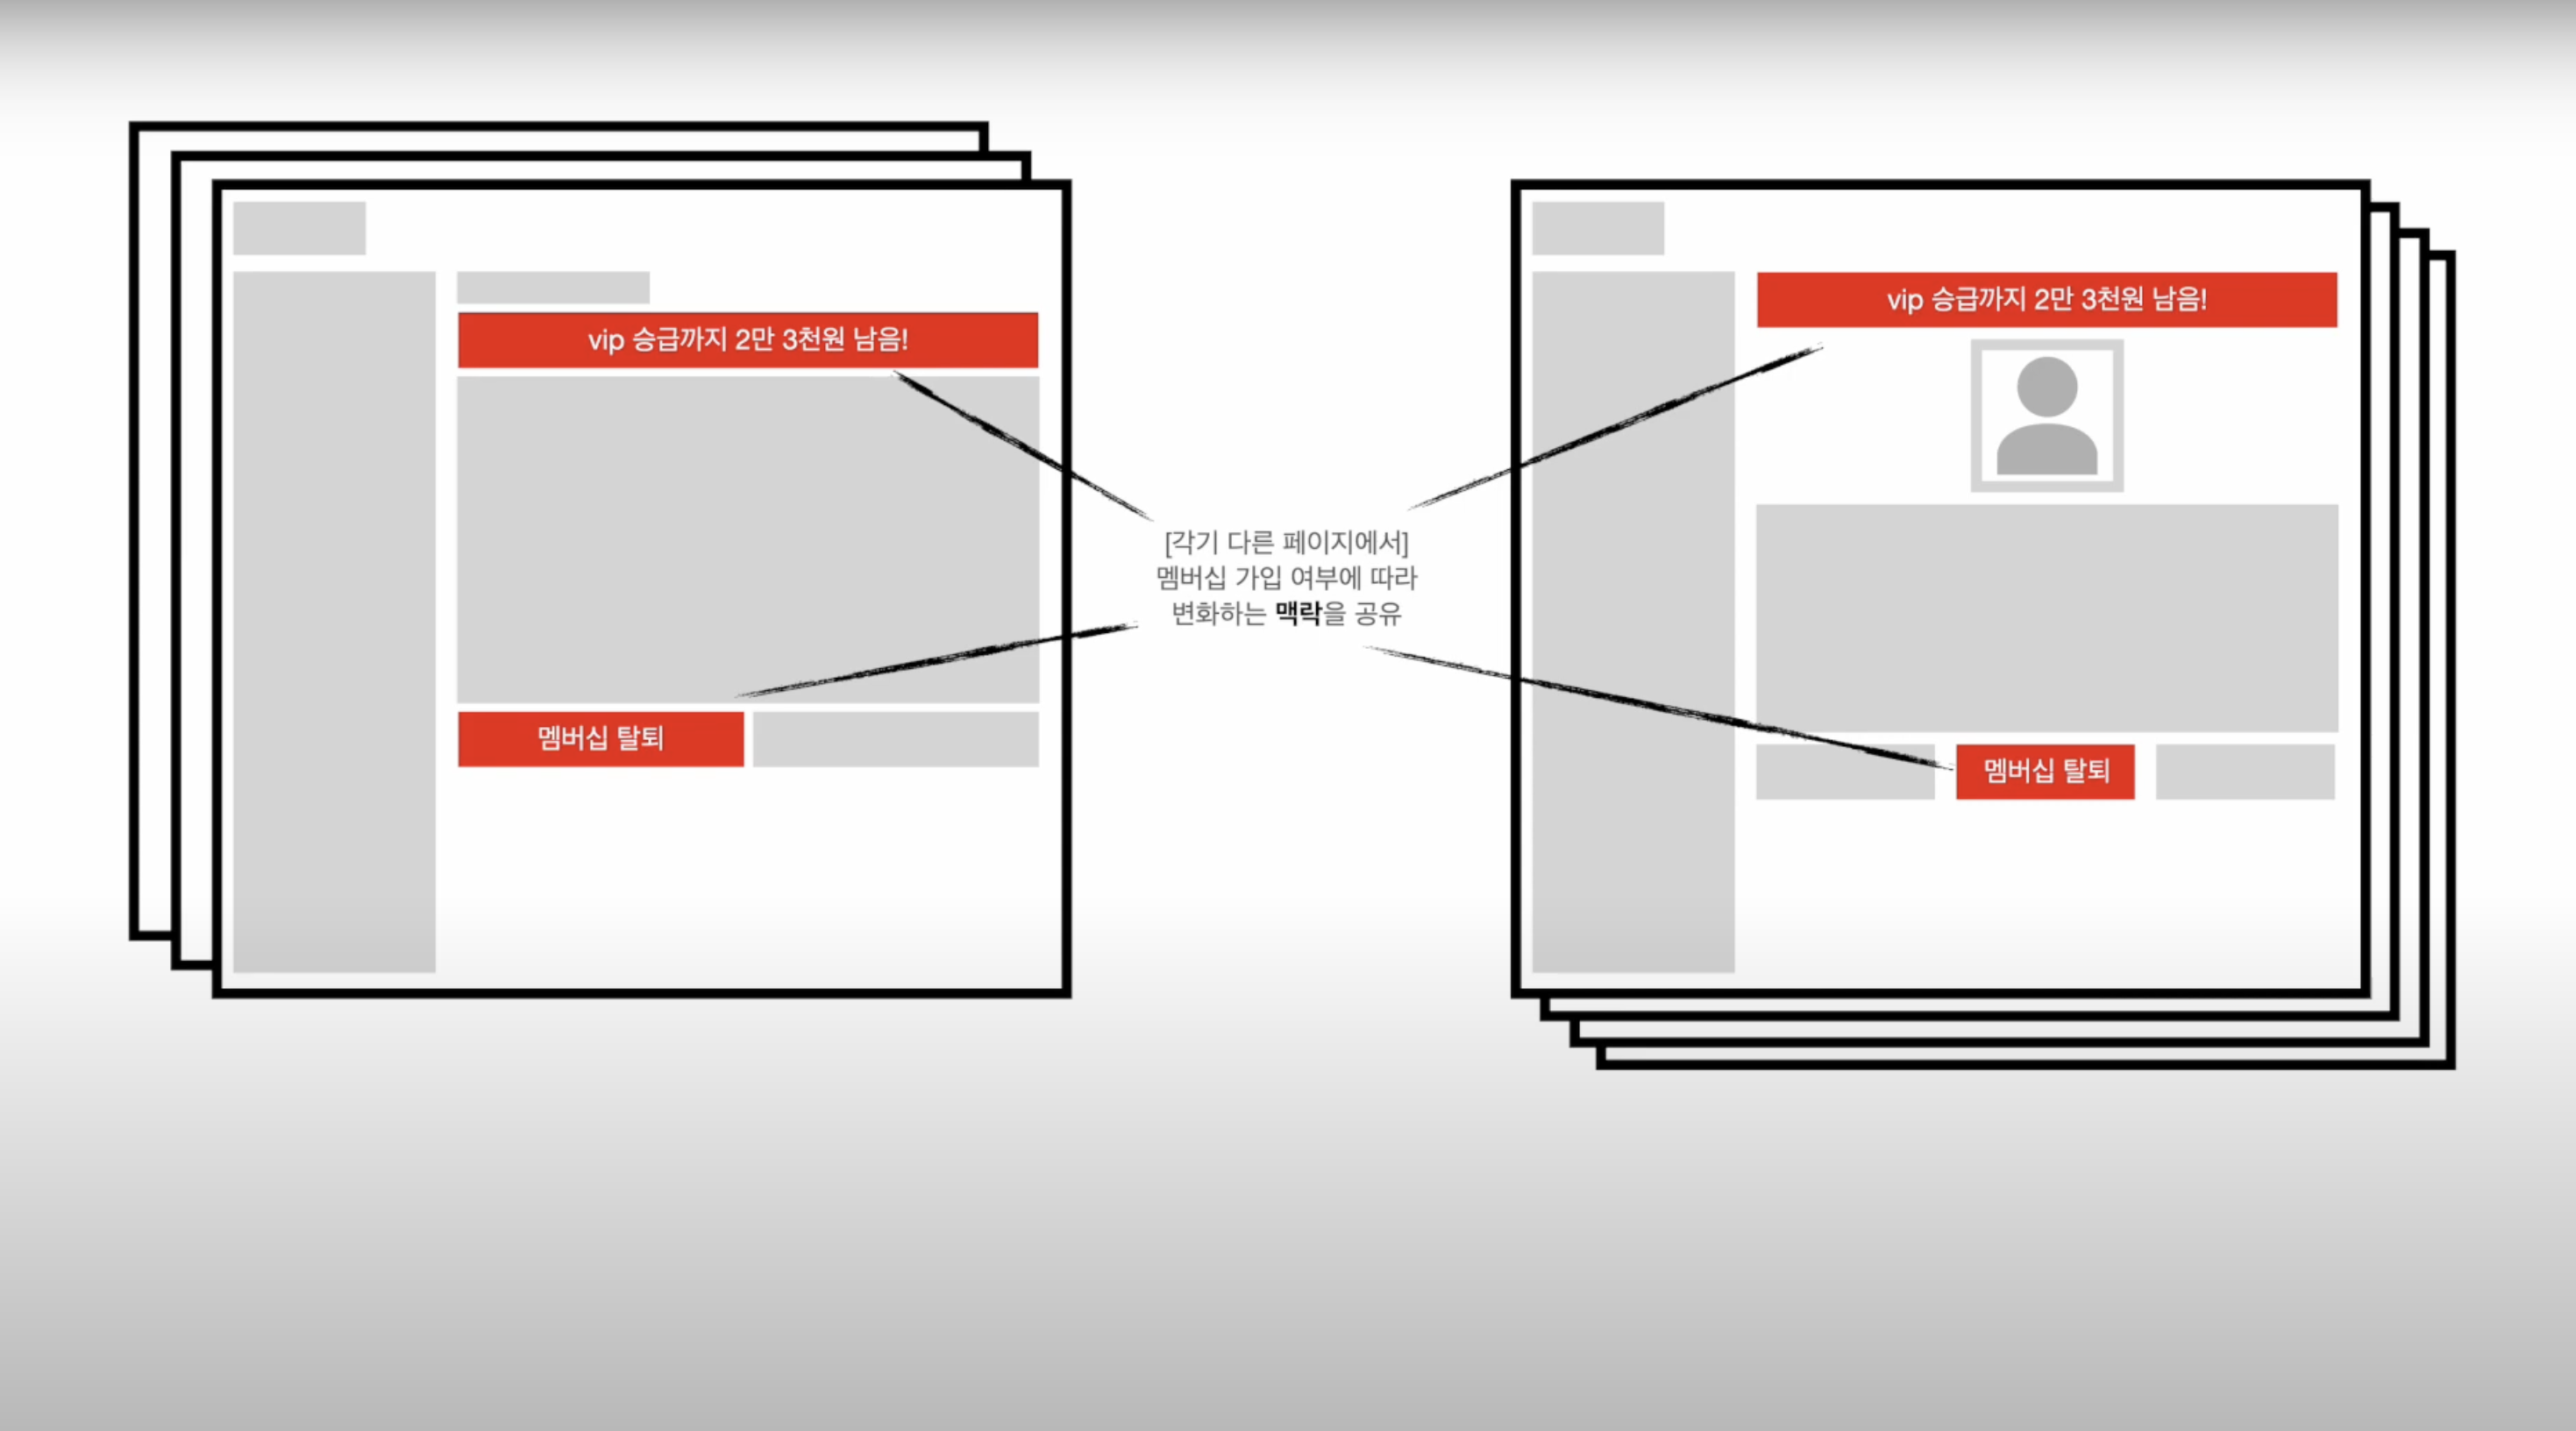 vip 승급까지 2만 3천원 남음!
멤버십 탈퇴
[각기 다른 페이지에서]
멤버십 가입 여부에 따라
변화하는 맥락을 공유
vip 승급까지 2만 3천원 남음!
멤버십 탈퇴